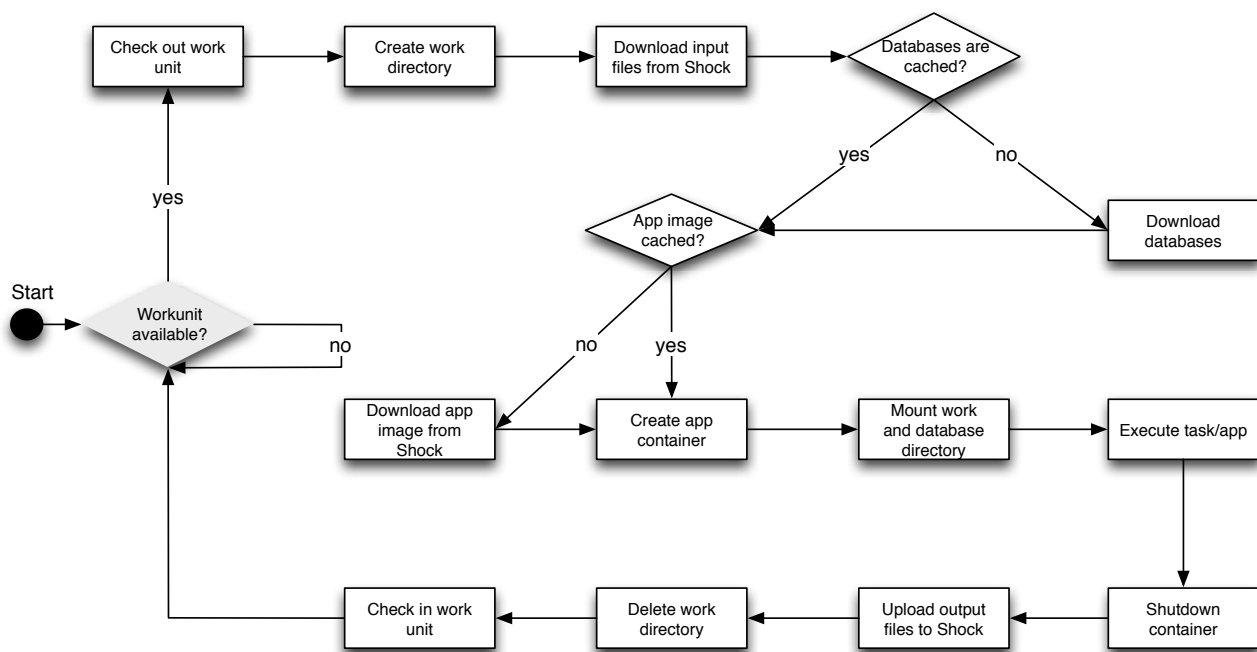 Check out work
unit
Create work
directory
Download input
files from Shock
Databases are
cached?
yes
no
yes
App image
cached?
Download
databases
Start
Workunit
available?
no
no
yes
Download app
image from
Shock
Create app
container
Mount work
and database
directory
Execute task/app
Check in work
unit
Delete work
directory
Upload output
files to Shock
Shutdown
container